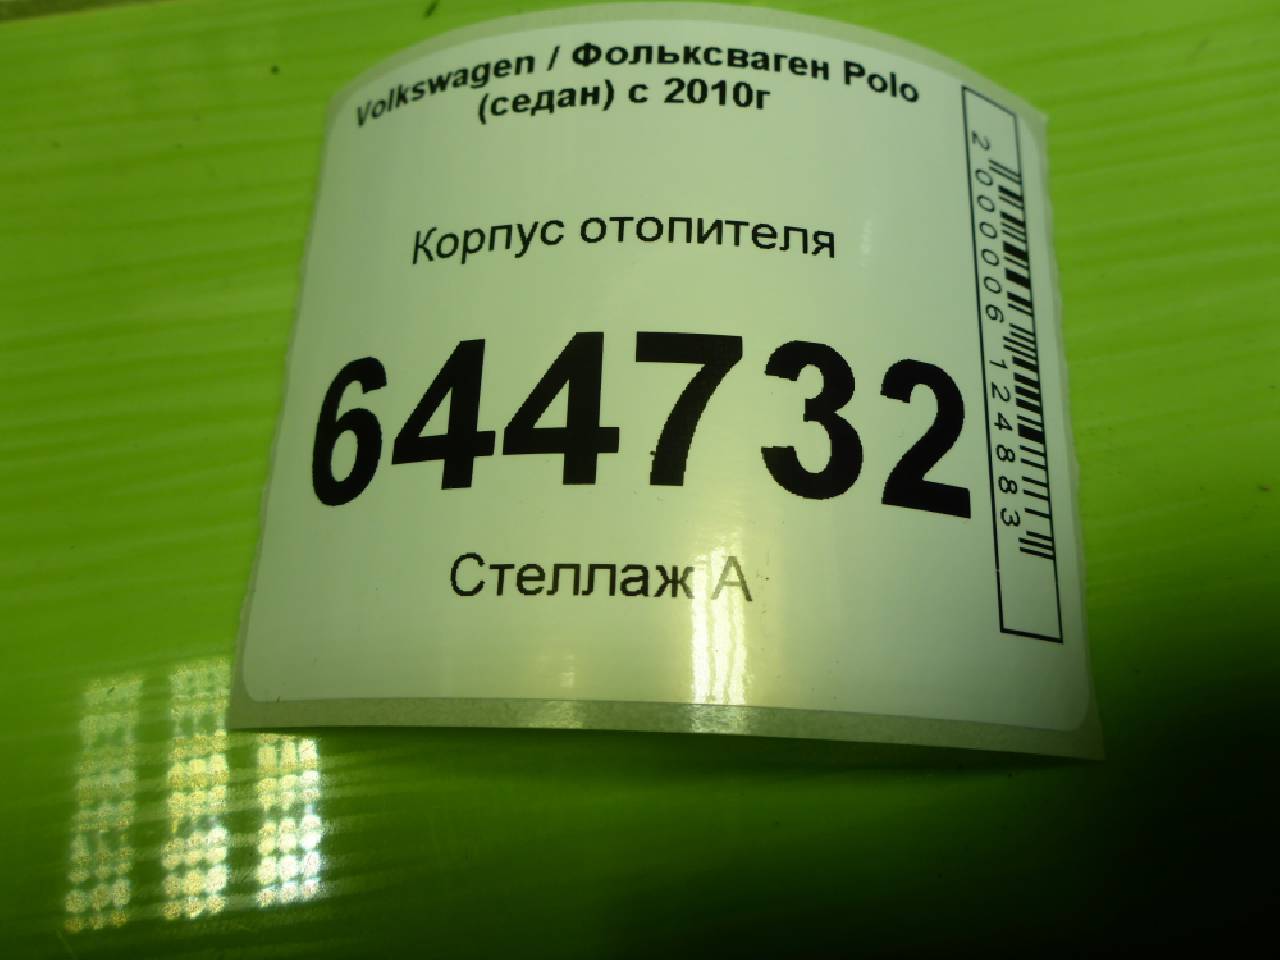 Volkswagen / Фольксваген Polo
(седан) с 2010г
Корпус отопителя
644732
Стеллаж А
2000006124883